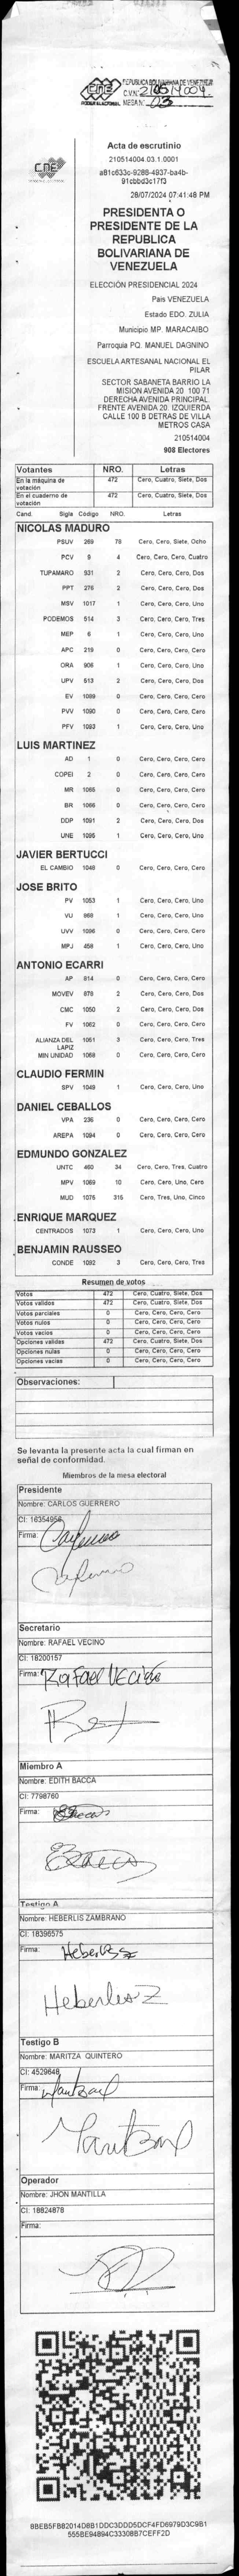 CNE
PODER ELECTORAL
REPUBLICA BOLIVARIANA DE VENEZUELA
C.V.N° 210514004
MESA N° 03
CNE
Acta de escrutinio
210514004.03.1.0001
a81c633c-9286-4937-ba4b-
91cbbd3c17f3
28/07/2024 07:41:48 PM
PRESIDENTA O
PRESIDENTE DE LA
REPUBLICA
BOLIVARIANA DE
VENEZUELA
ELECCIÓN PRESIDENCIAL 2024
Pais VENEZUELA
Estado EDO. ZULIA
Municipio MP. MARACAIBO
Parroquia PQ. MANUEL DAGNINO
ESCUELA ARTESANAL NACIONAL EL
PILAR
SECTOR SABANETA BARRIO LA
MISION AVENIDA 20 100 71
DERECHA AVENIDA PRINCIPAL.
FRENTE AVENIDA 20. IZQUIERDA
CALLE 100 B DETRAS DE VILLA
METROS CASA
210514004
908 Electores
Votantes NRO. Letras
En la máquina de votación 472 Cero, Cuatro, Siete, Dos
En el cuaderno de votación 472 Cero, Cuatro, Siete, Dos
Cand. Sigla Código NRO. Letras
NICOLAS MADURO
PSUV 269 78 Cero, Cero, Siete, Ocho
PCV 9 4 Cero, Cero, Cero, Cuatro
TUPAMARO 931 2 Cero, Cero, Cero, Dos
PPT 276 2 Cero, Cero, Cero, Dos
MSV 1017 1 Cero, Cero, Cero, Uno
PODEMOS 514 3 Cero, Cero, Cero, Tres
MEP 6 1 Cero, Cero, Cero, Uno
APC 219 0 Cero, Cero, Cero, Cero
ORA 906 1 Cero, Cero, Cero, Uno
UPV 513 2 Cero, Cero, Cero, Dos
EV 1099 0 Cero, Cero, Cero, Cero
PVV 1090 0 Cero, Cero, Cero, Cero
PFV 1093 1 Cero, Cero, Cero, Uno
LUIS MARTINEZ
AD 1 0 Cero, Cero, Cero, Cero
COPEI 2 0 Cero, Cero, Cero, Cero
MR 1065 0 Cero, Cero, Cero, Cero
BR 1066 0 Cero, Cero, Cero, Cero
DDP 1091 2 Cero, Cero, Cero, Dos
UNE 1095 1 Cero, Cero, Cero, Uno
JAVIER BERTUCCI
EL CAMBIO 1048 0 Cero, Cero, Cero, Cero
JOSE BRITO
PV 1053 1 Cero, Cero, Cero, Uno
VU 868 1 Cero, Cero, Cero, Uno
UVV 1096 0 Cero, Cero, Cero, Cero
MPJ 458 1 Cero, Cero, Cero, Uno
ANTONIO ECARRI
AP 814 0 Cero, Cero, Cero, Cero
MOVEV 878 2 Cero, Cero, Cero, Dos
CMC 1050 2 Cero, Cero, Cero, Dos
FV 1062 0 Cero, Cero, Cero, Cero
ALIANZA DEL LAPIZ 1051 3 Cero, Cero, Cero, Tres
MIN UNIDAD 1068 0 Cero, Cero, Cero, Cero
CLAUDIO FERMIN
SPV 1049 1 Cero, Cero, Cero, Uno
DANIEL CEBALLOS
VPA 236 0 Cero, Cero, Cero, Cero
AREPA 1094 0 Cero, Cero, Cero, Cero
EDMUNDO GONZALEZ
UNTC 460 34 Cero, Cero, Tres, Cuatro
MPV 1089 10 Cero, Cero, Uno, Cero
MUD 1076 315 Cero, Tres, Uno, Cinco
ENRIQUE MARQUEZ
CENTRADOS 1073 1 Cero, Cero, Cero, Uno
BENJAMIN RAUSSEO
CONDE 1092 3 Cero, Cero, Cero, Tres
Resumen de votos
Votos 472 Cero, Cuatro, Siete, Dos
Votos validos 472 Cero, Cuatro, Siete, Dos
Votos parciales 0 Cero, Cero, Cero, Cero
Votos nulos 0 Cero, Cero, Cero, Cero
Votos vacios 0 Cero, Cero, Cero, Cero
Opciones validas 472 Cero, Cuatro, Siete, Dos
Opciones nulas 0 Cero, Cero, Cero, Cero
Opciones vacias 0 Cero, Cero, Cero, Cero
Observaciones:
Se levanta la presente acta la cual firman en
señal de conformidad.
Miembros de la mesa electoral
Presidente
Nombre: CARLOS GUERRERO
CI: 16354956
Firma:
Secretario
Nombre: RAFAEL VECINO
CI: 18200157
Firma: Rafael Vecino
Miembro A
Nombre: EDITH BACCA
CI: 7798760
Firma:
Testigo A
Nombre: HEBERLIS ZAMBRANO
CI: 18396575
Firma: Heberlis Z
Heberlis Z
Testigo B
Nombre: MARITZA QUINTERO
CI: 4529648
Firma:
Operador
Nombre: JHON MANTILLA
CI: 18824878
Firma:
8BEB5FB82014D8B1DDC3DDD5DCF4FD6979D3C9B1
555BE94894C33308B7CEFF2D